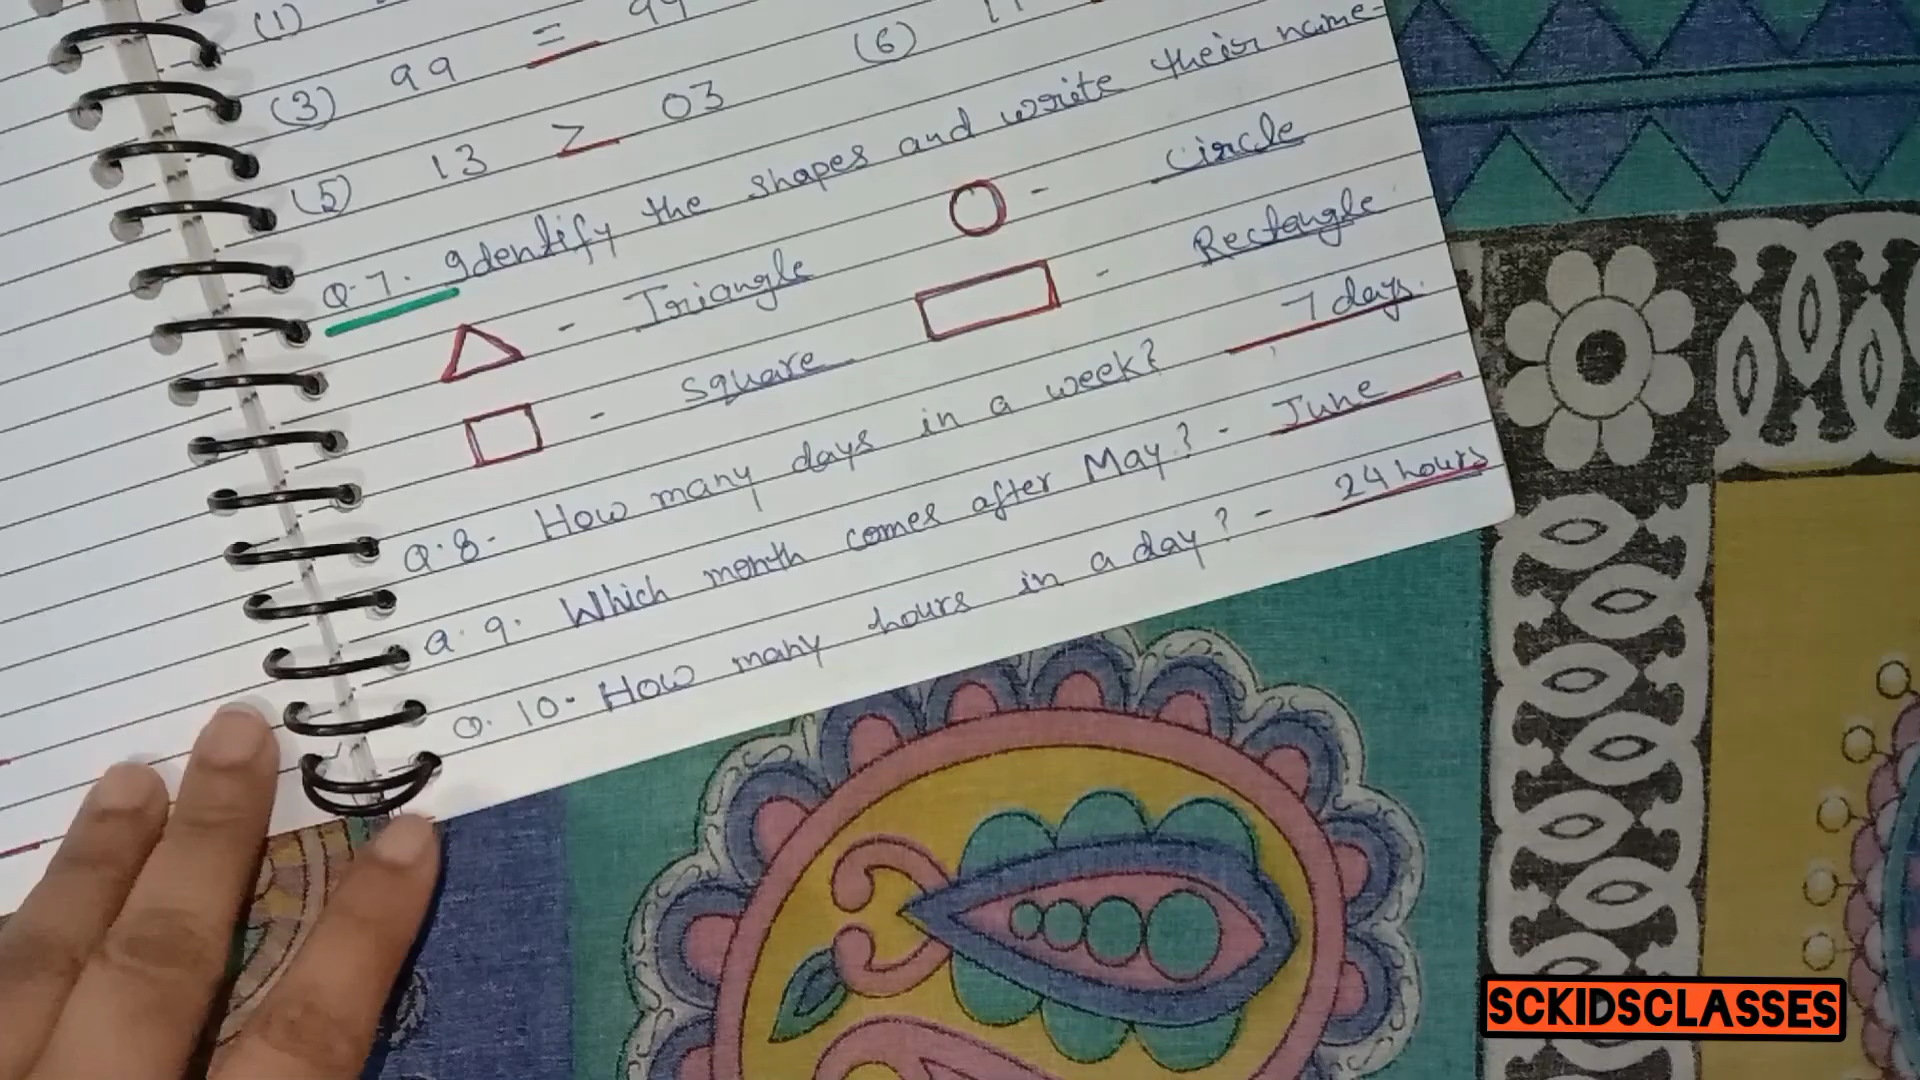 (1)
(3) 99 = 99
(6)
(5) 13 > 03
Q.7. Identify the shapes and write their name-
- Triangle
- Circle
- Square
- Rectangle
Q.8- How many days in a week? 7 days.
Q.9. Which month comes after May? - June
Q.10- How many hours in a day? - 24 hours
SCKIDSCLASSES